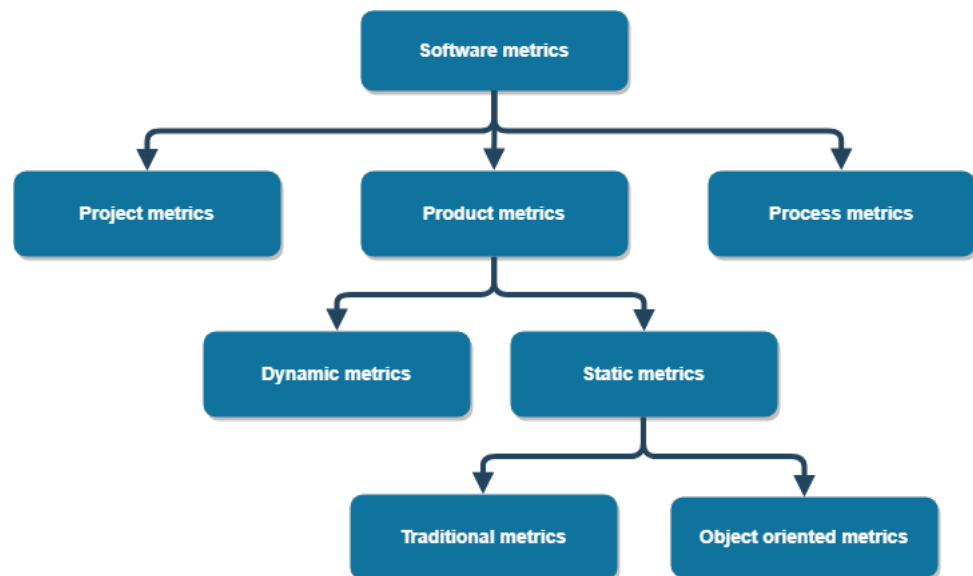 Software metrics
Project metrics
Product metrics
Process metrics
Dynamic metrics
Static metrics
Traditional metrics
Object oriented metrics